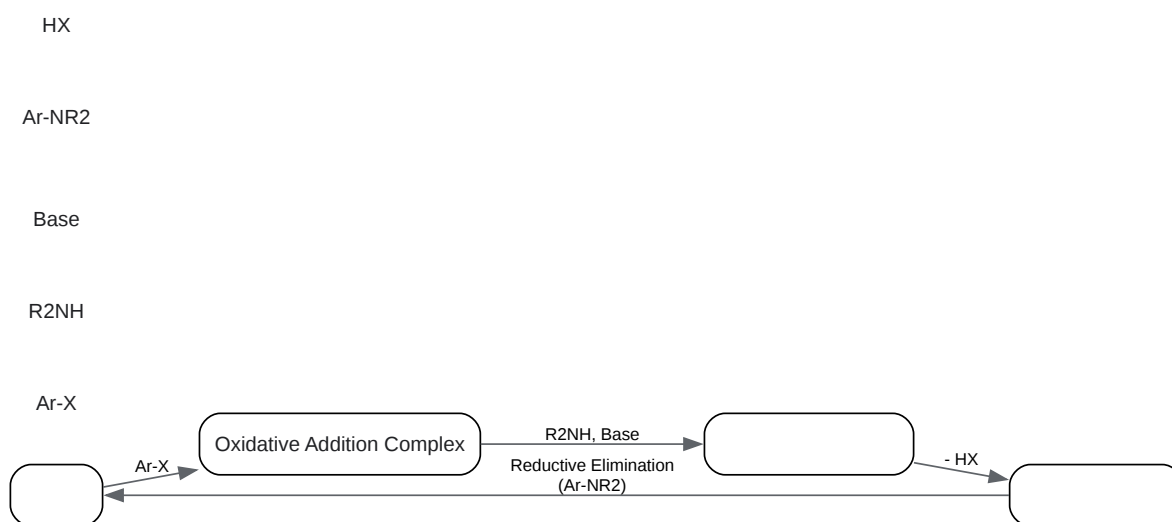 HX
Ar-NR2
Base
R2NH
Ar-X
Oxidative Addition Complex
Ar-X
R2NH, Base
- HX
Reductive Elimination
(Ar-NR2)